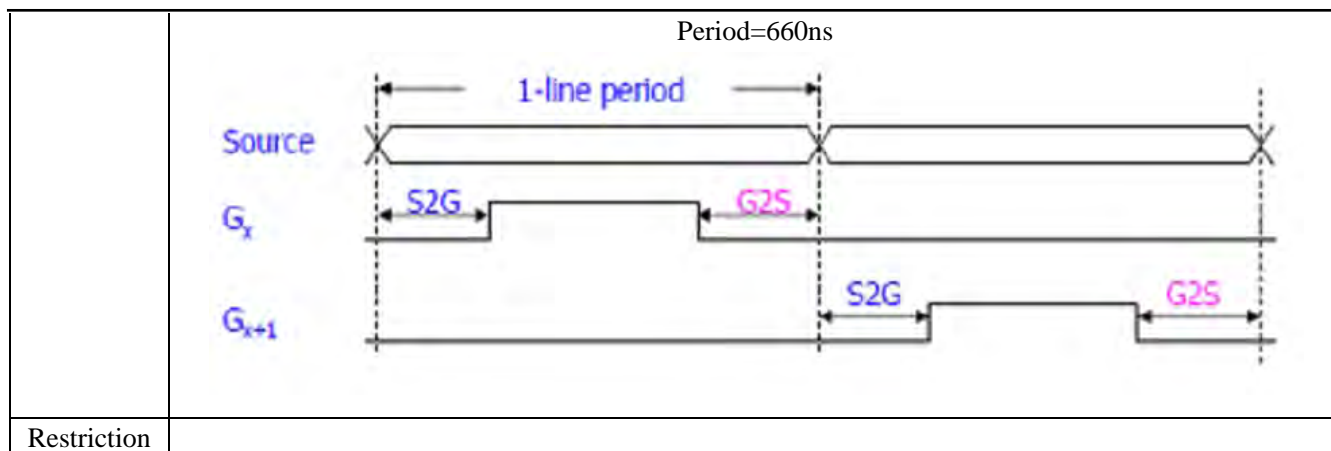 Period=660ns
1-line period
Source
S2G G2S
Gx
S2G G2S
Gx+1
Restriction